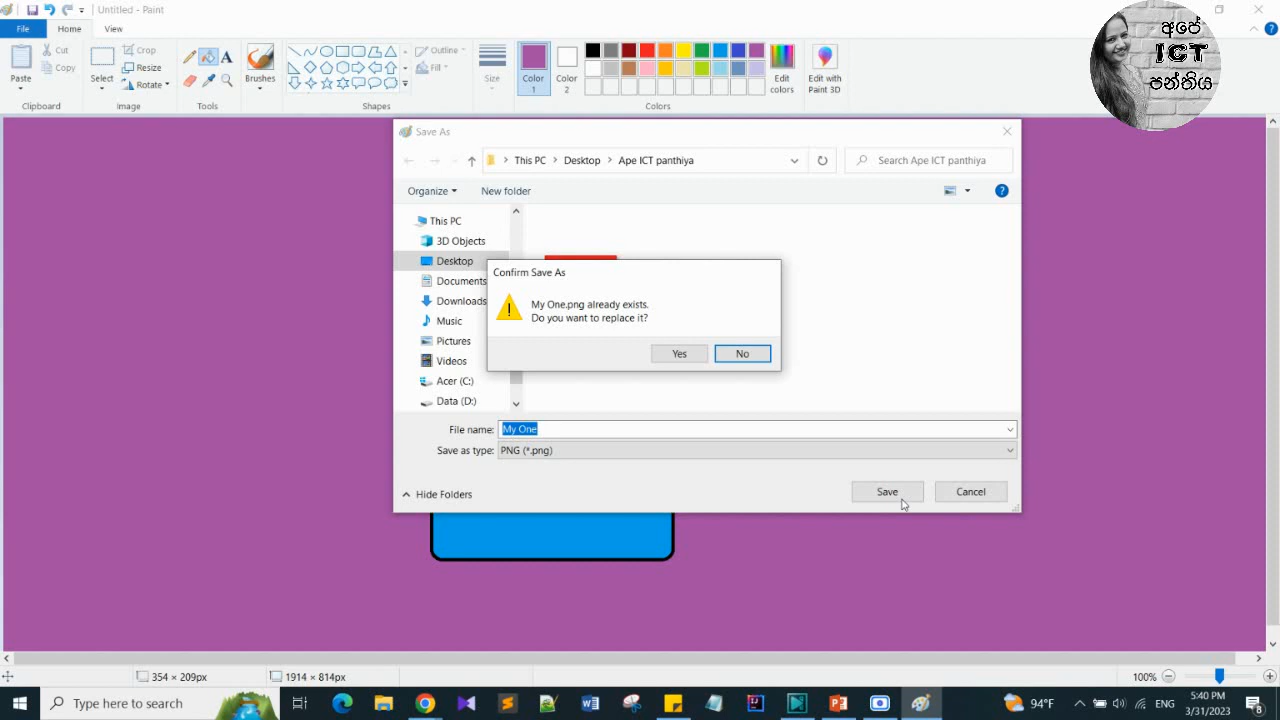 Untitled - Paint
File
Home
View
Paste
Cut
Copy
Clipboard
Select
Crop
Resize
Rotate
Image
Tools
Brushes
Shapes
Outline
Fill
Size
Color
1
Color
2
Colors
Edit
colors
Edit with
Paint 3D
අපේ
ICT
පන්තිය
Save As
This PC
Desktop
Ape ICT panthiya
Search Ape ICT panthiya
Organize
New folder
This PC
3D Objects
Desktop
Documents
Downloads
Music
Pictures
Videos
Acer (C:)
Data (D:)
Confirm Save As
My One.png already exists.
Do you want to replace it?
Yes
No
File name:
My One
Save as type:
PNG (*.png)
Hide Folders
Save
Cancel
354 × 209px
1914 × 814px
100%
Type here to search
94°F
ENG
5:40 PM
3/31/2023
8